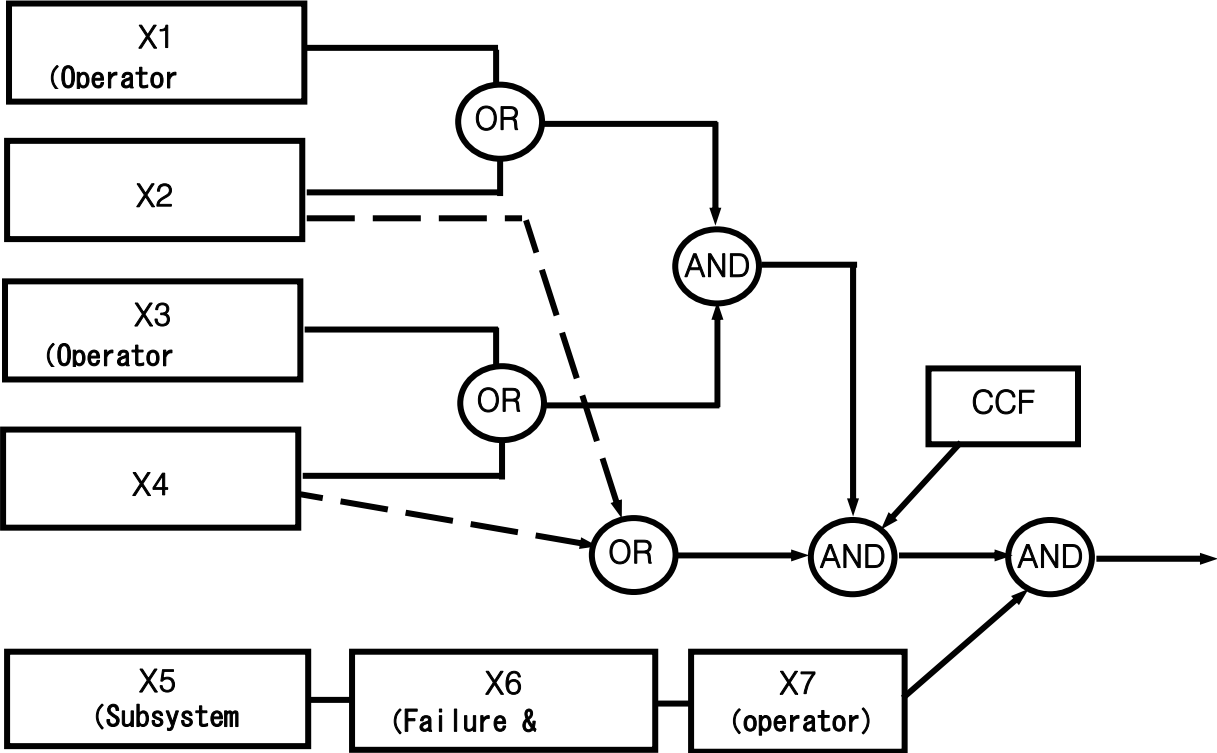 X1
(Operator
OR
X2
AND
X3
(Operator
OR
CCF
X4
OR
AND
AND
X5
(Subsystem
X6
(Failure &
X7
(operator)